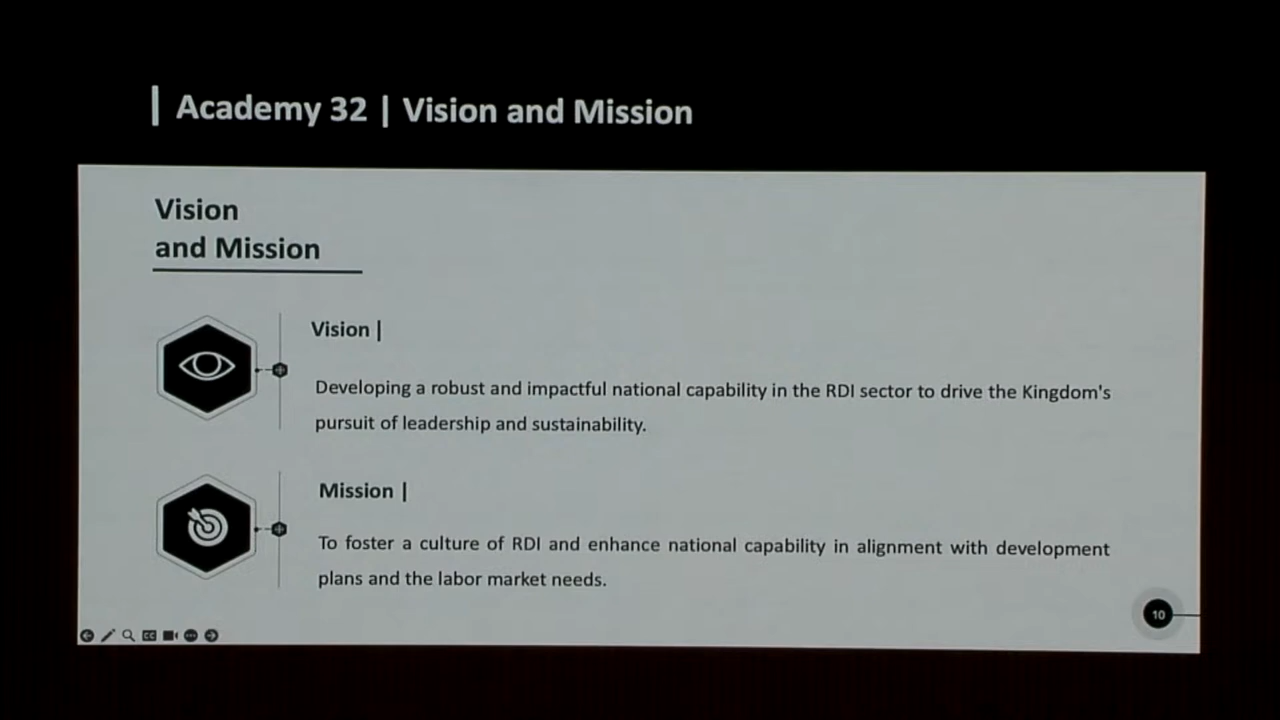 | Academy 32 | Vision and Mission
Vision
and Mission
Vision |
Developing a robust and impactful national capability in the RDI sector to drive the Kingdom's
pursuit of leadership and sustainability.
Mission |
To foster a culture of RDI and enhance national capability in alignment with development
plans and the labor market needs.
10
CC